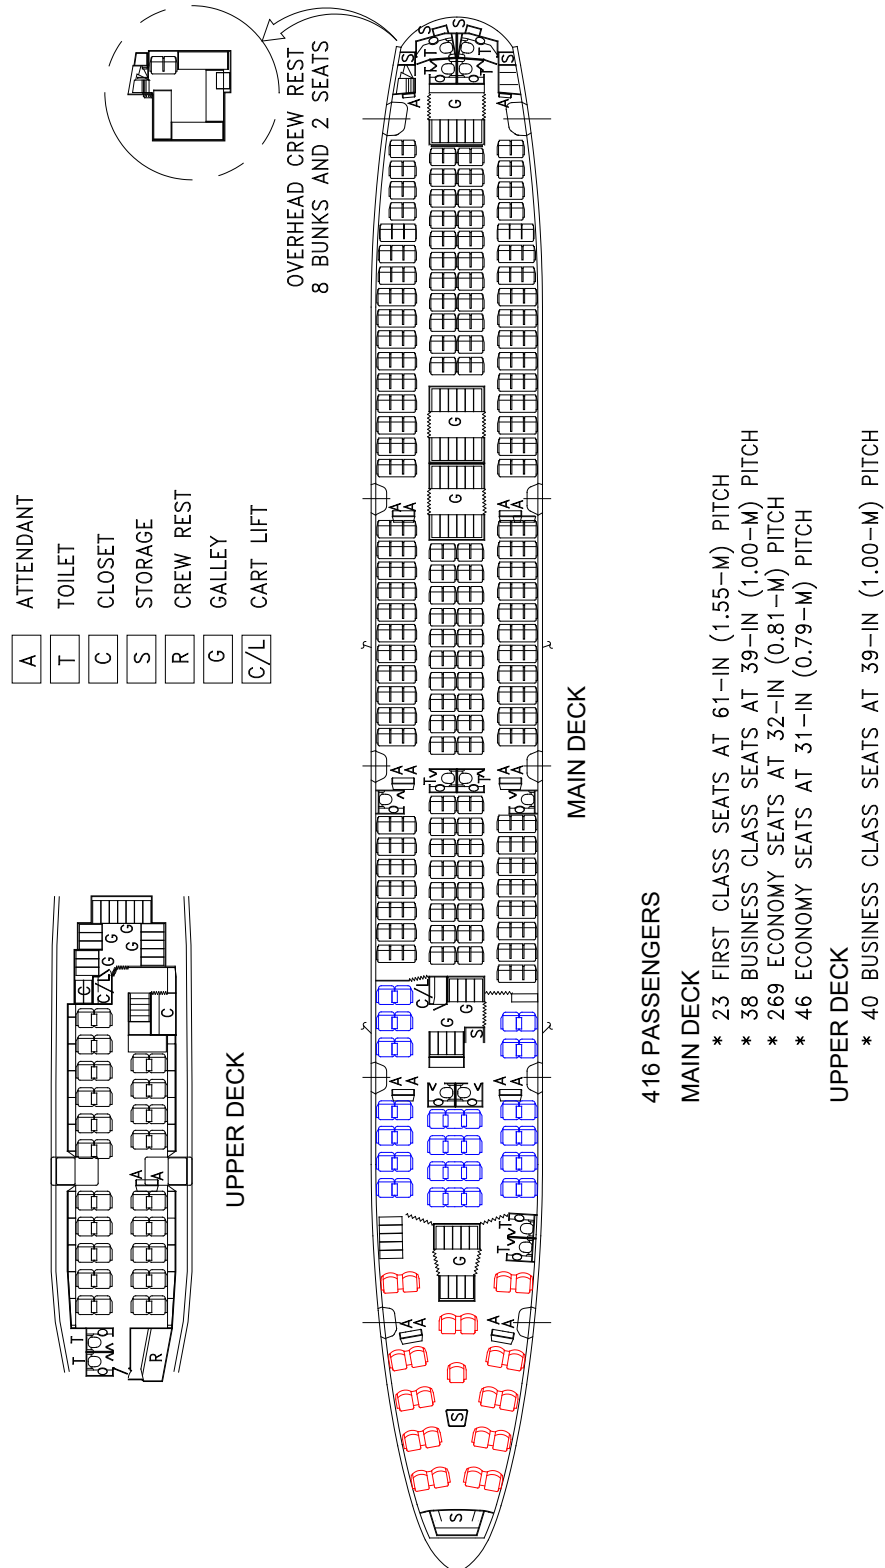 OVERHEAD CREW REST
8 BUNKS AND 2 SEATS
A ATTENDANT
T TOILET
C CLOSET
S STORAGE
R CREW REST
G GALLEY
C/L CART LIFT
UPPER DECK
MAIN DECK
416 PASSENGERS
MAIN DECK
* 23 FIRST CLASS SEATS AT 61-IN (1.55-M) PITCH
* 38 BUSINESS CLASS SEATS AT 39-IN (1.00-M) PITCH
* 269 ECONOMY SEATS AT 32-IN (0.81-M) PITCH
* 46 ECONOMY SEATS AT 31-IN (0.79-M) PITCH
UPPER DECK
* 40 BUSINESS CLASS SEATS AT 39-IN (1.00-M) PITCH